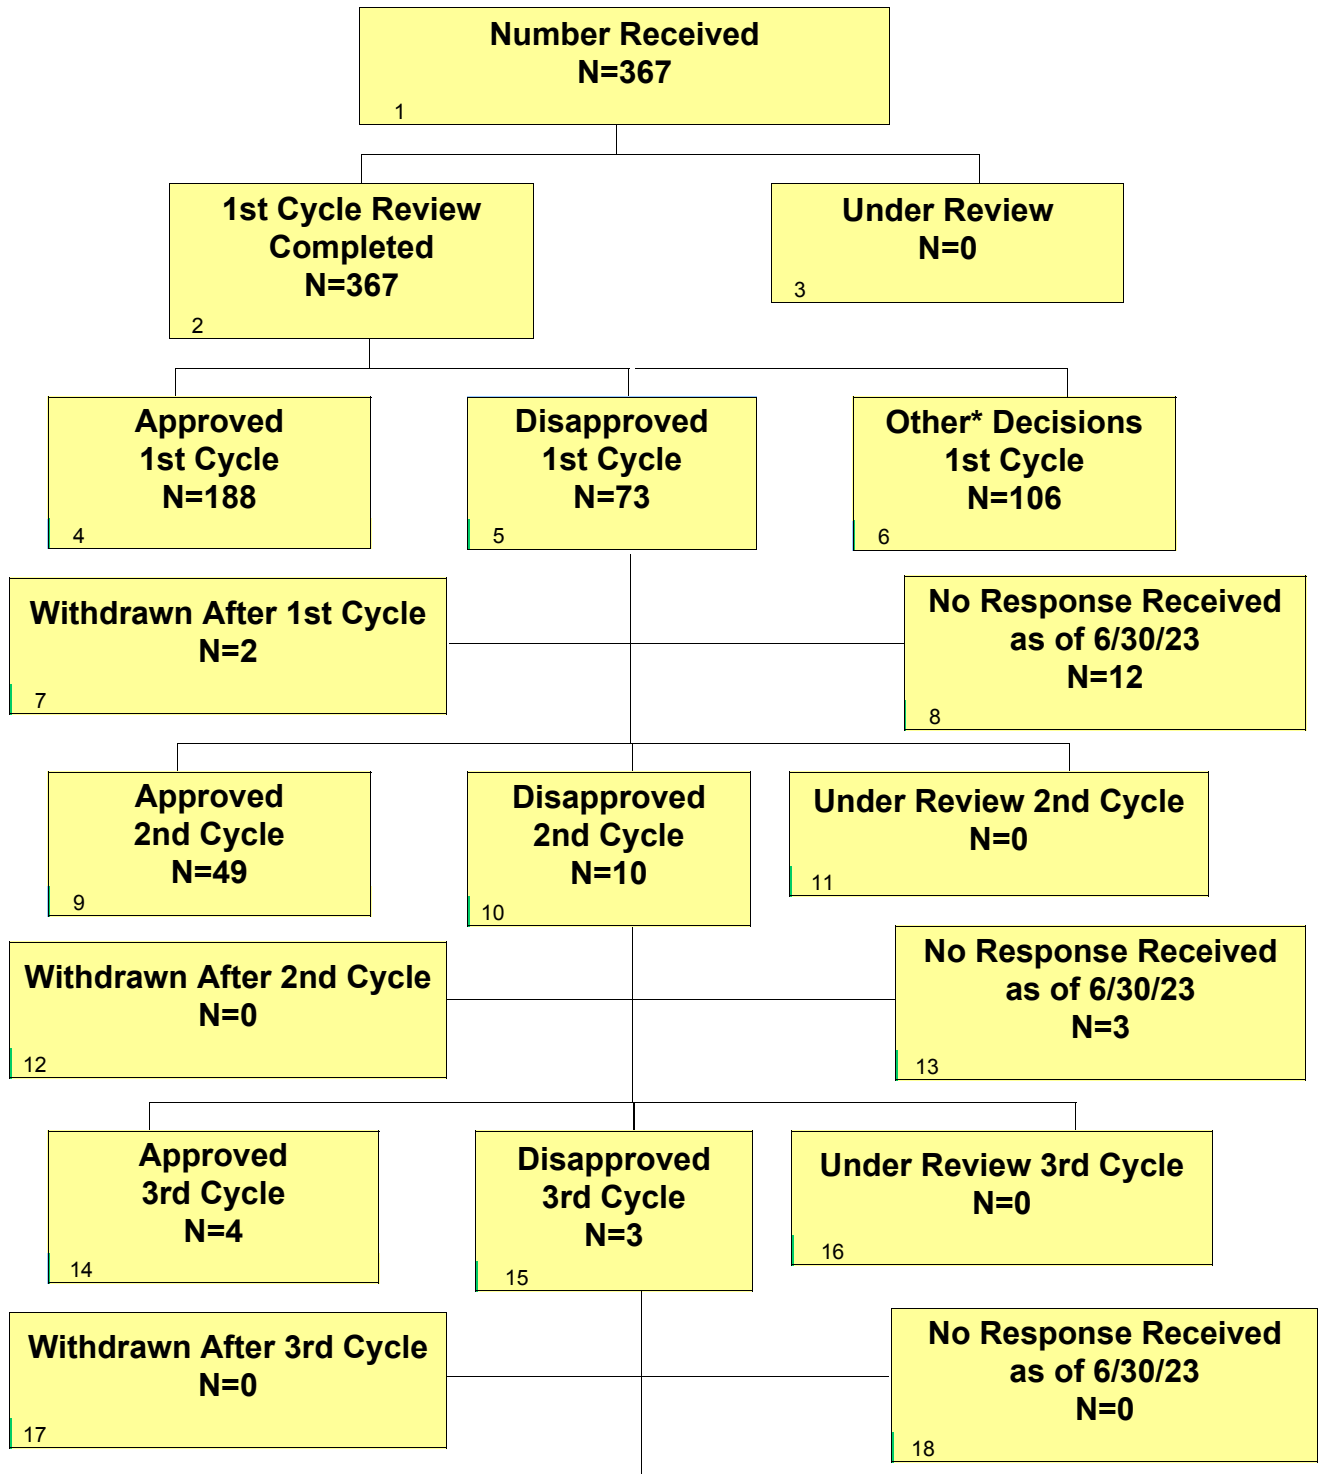 Number Received
N=367
1
1st Cycle Review
Completed
N=367
2
Under Review
N=0
3
Approved
1st Cycle
N=188
4
Disapproved
1st Cycle
N=73
5
Other* Decisions
1st Cycle
N=106
6
Withdrawn After 1st Cycle
N=2
7
No Response Received
as of 6/30/23
N=12
8
Approved
2nd Cycle
N=49
9
Disapproved
2nd Cycle
N=10
10
Under Review 2nd Cycle
N=0
11
Withdrawn After 2nd Cycle
N=0
12
No Response Received
as of 6/30/23
N=3
13
Approved
3rd Cycle
N=4
14
Disapproved
3rd Cycle
N=3
15
Under Review 3rd Cycle
N=0
16
Withdrawn After 3rd Cycle
N=0
17
No Response Received
as of 6/30/23
N=0
18